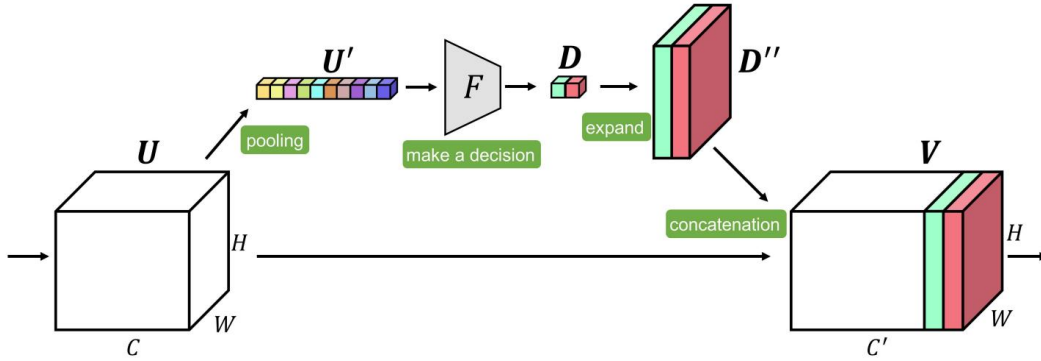 U'
F
D
D''
pooling
make a decision
expand
U
H
W
C
concatenation
V
H
W
C'